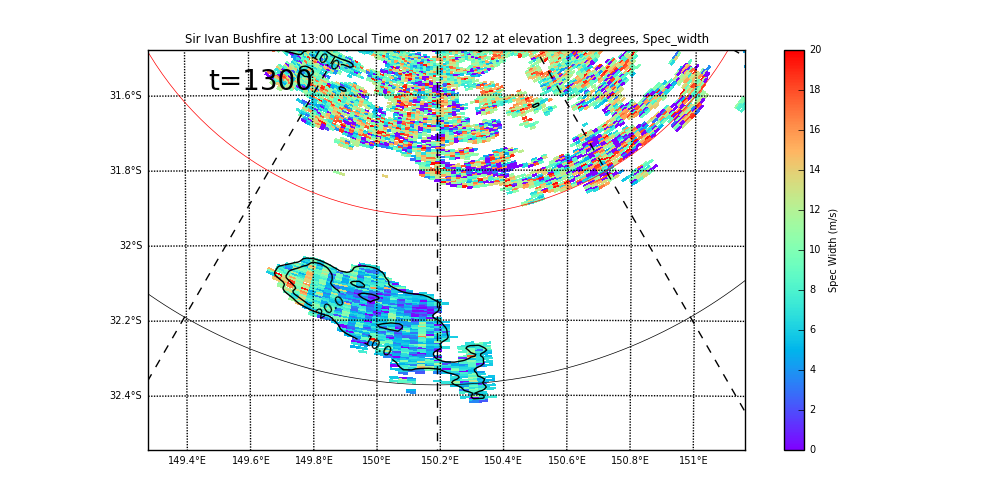 Sir Ivan Bushfire at 13:00 Local Time on 2017 02 12 at elevation 1.3 degrees, Spec_width
t=1300
31.6°S
31.8°S
32°S
32.2°S
32.4°S
149.4°E 149.6°E 149.8°E 150°E 150.2°E 150.4°E 150.6°E 150.8°E 151°E
20
18
16
14
12
10
8
6
4
2
0
Spec Width (m/s)
10.0